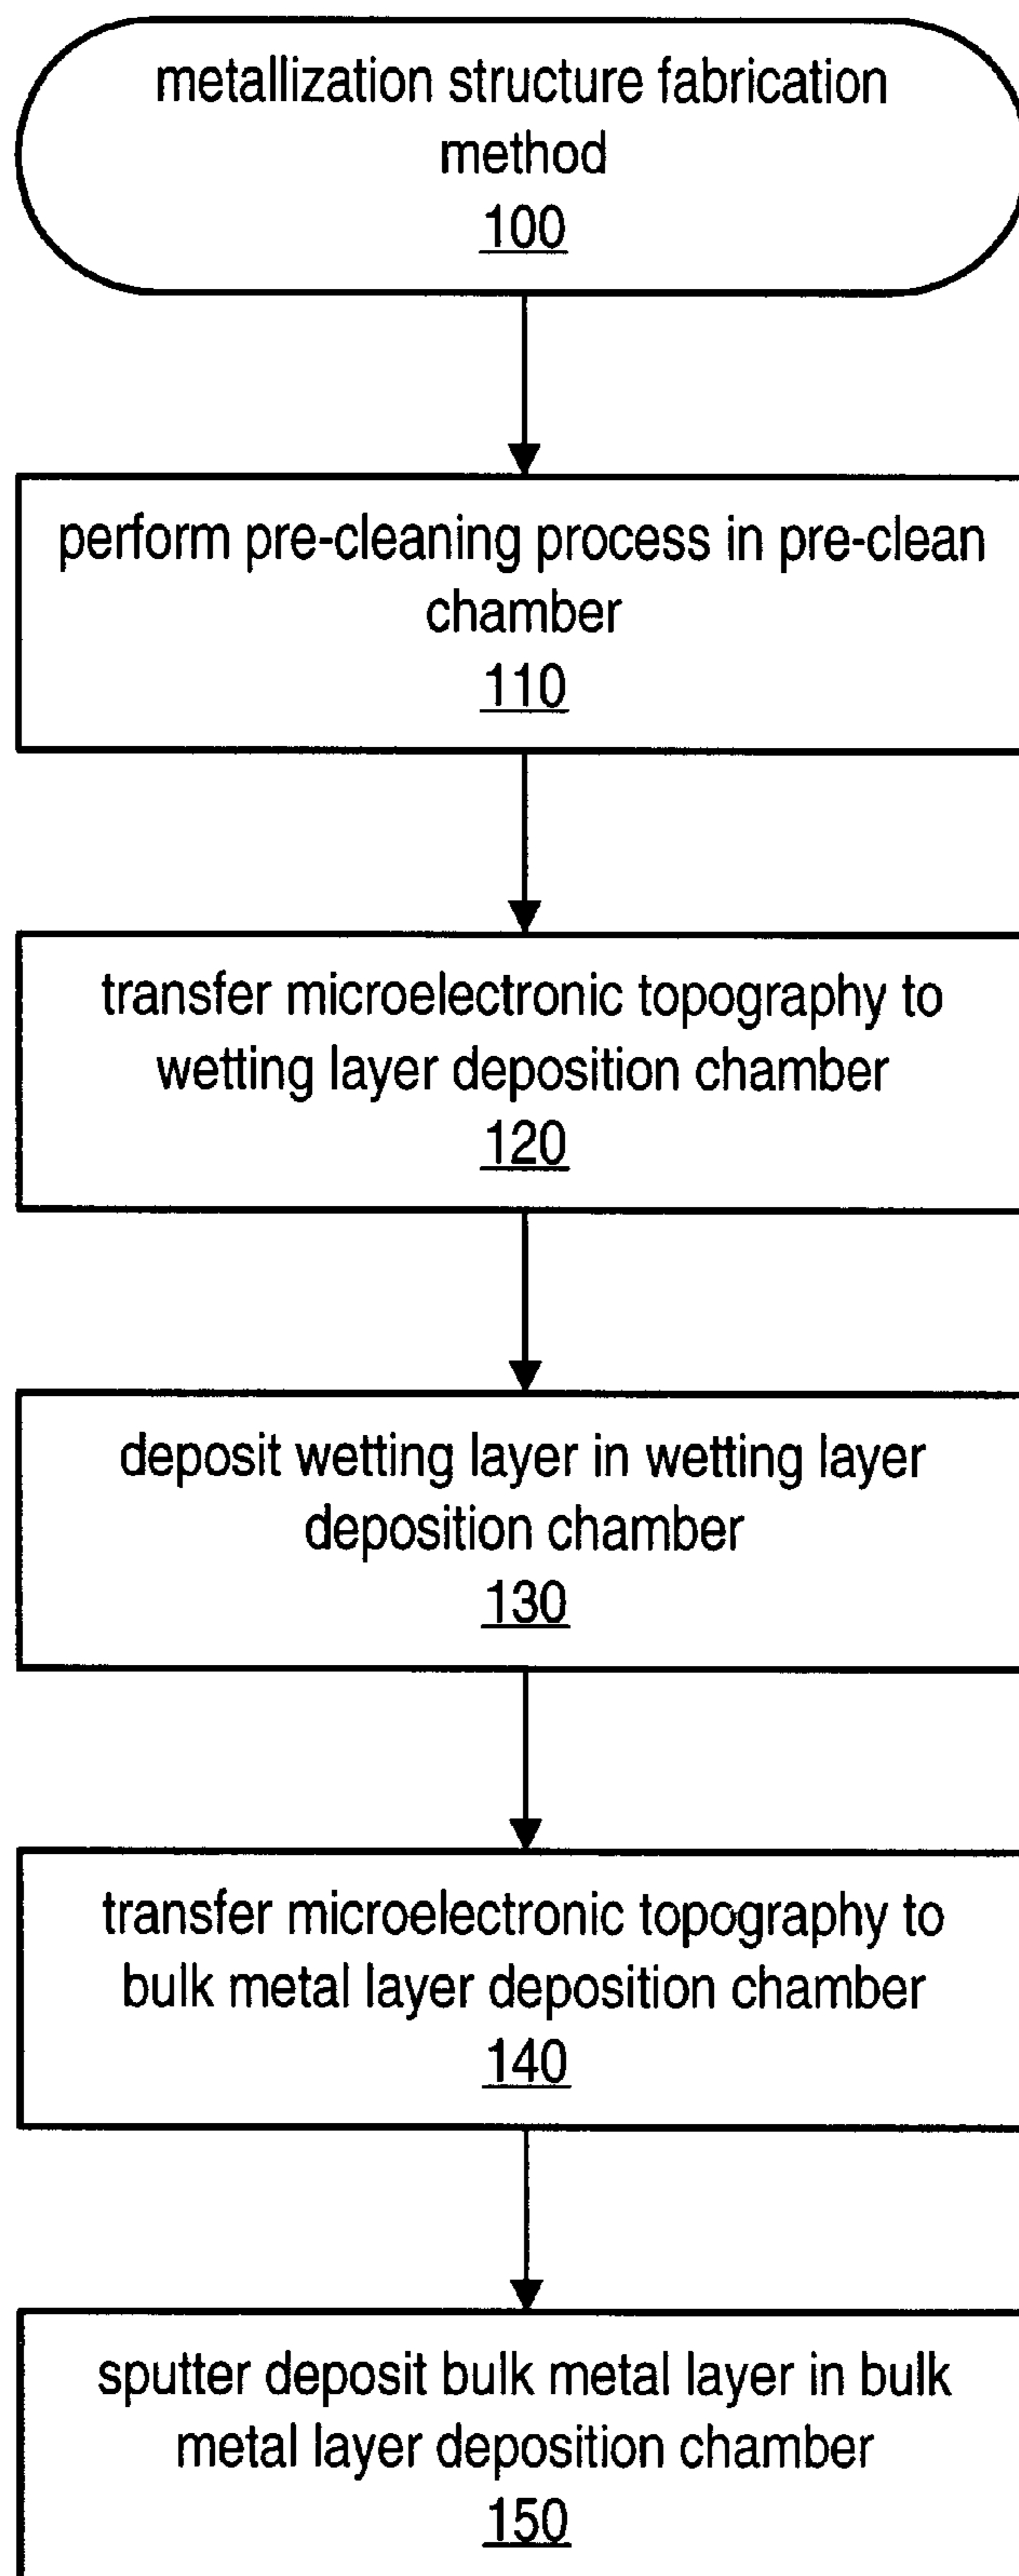 metallization structure fabrication
method
100
perform pre-cleaning process in pre-clean
chamber
110
transfer microelectronic topography to
wetting layer deposition chamber
120
deposit wetting layer in wetting layer
deposition chamber
130
transfer microelectronic topography to
bulk metal layer deposition chamber
140
sputter deposit bulk metal layer in bulk
metal layer deposition chamber
150